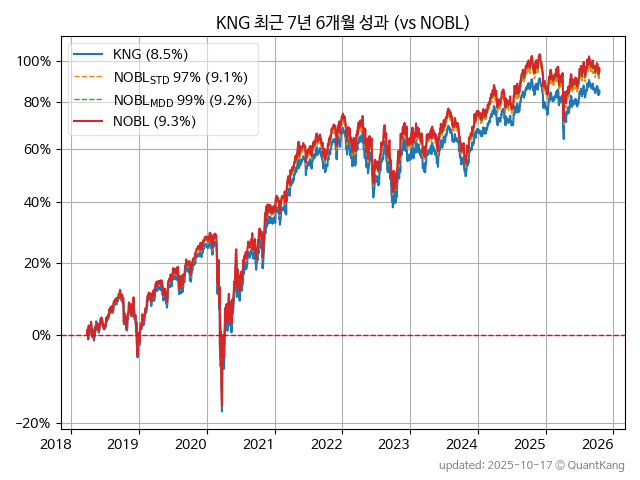 KNG 최근 7년 6개월 성과 (vs NOBL)
KNG (8.5%)
NOBL_STD 97% (9.1%)
NOBL_MDD 99% (9.2%)
NOBL (9.3%)
100%
80%
60%
40%
20%
0%
−20%
2018 2019 2020 2021 2022 2023 2024 2025 2026
updated: 2025-10-17 © QuantKang